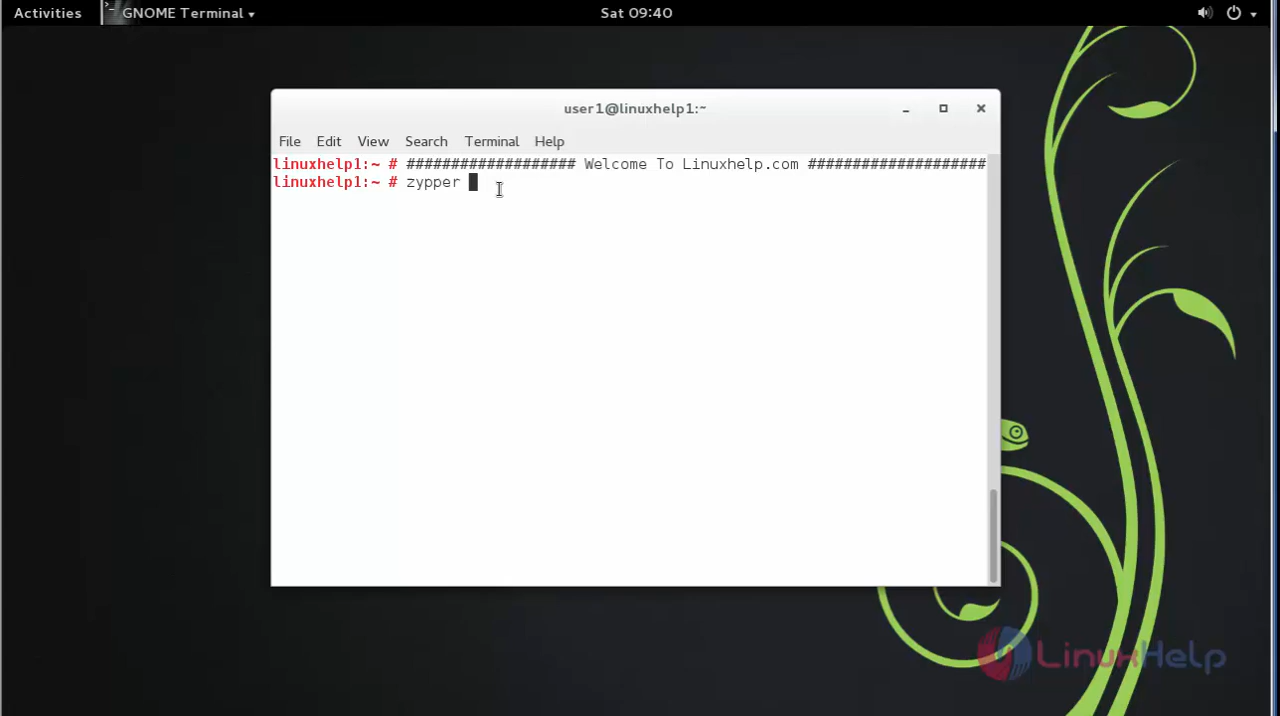 Activities GNOME Terminal Sat 09:40
user1@linuxhelp1:~
File Edit View Search Terminal Help
linuxhelp1:~ # ################### Welcome To Linuxhelp.com ####################
linuxhelp1:~ # zypper
LinuxHelp